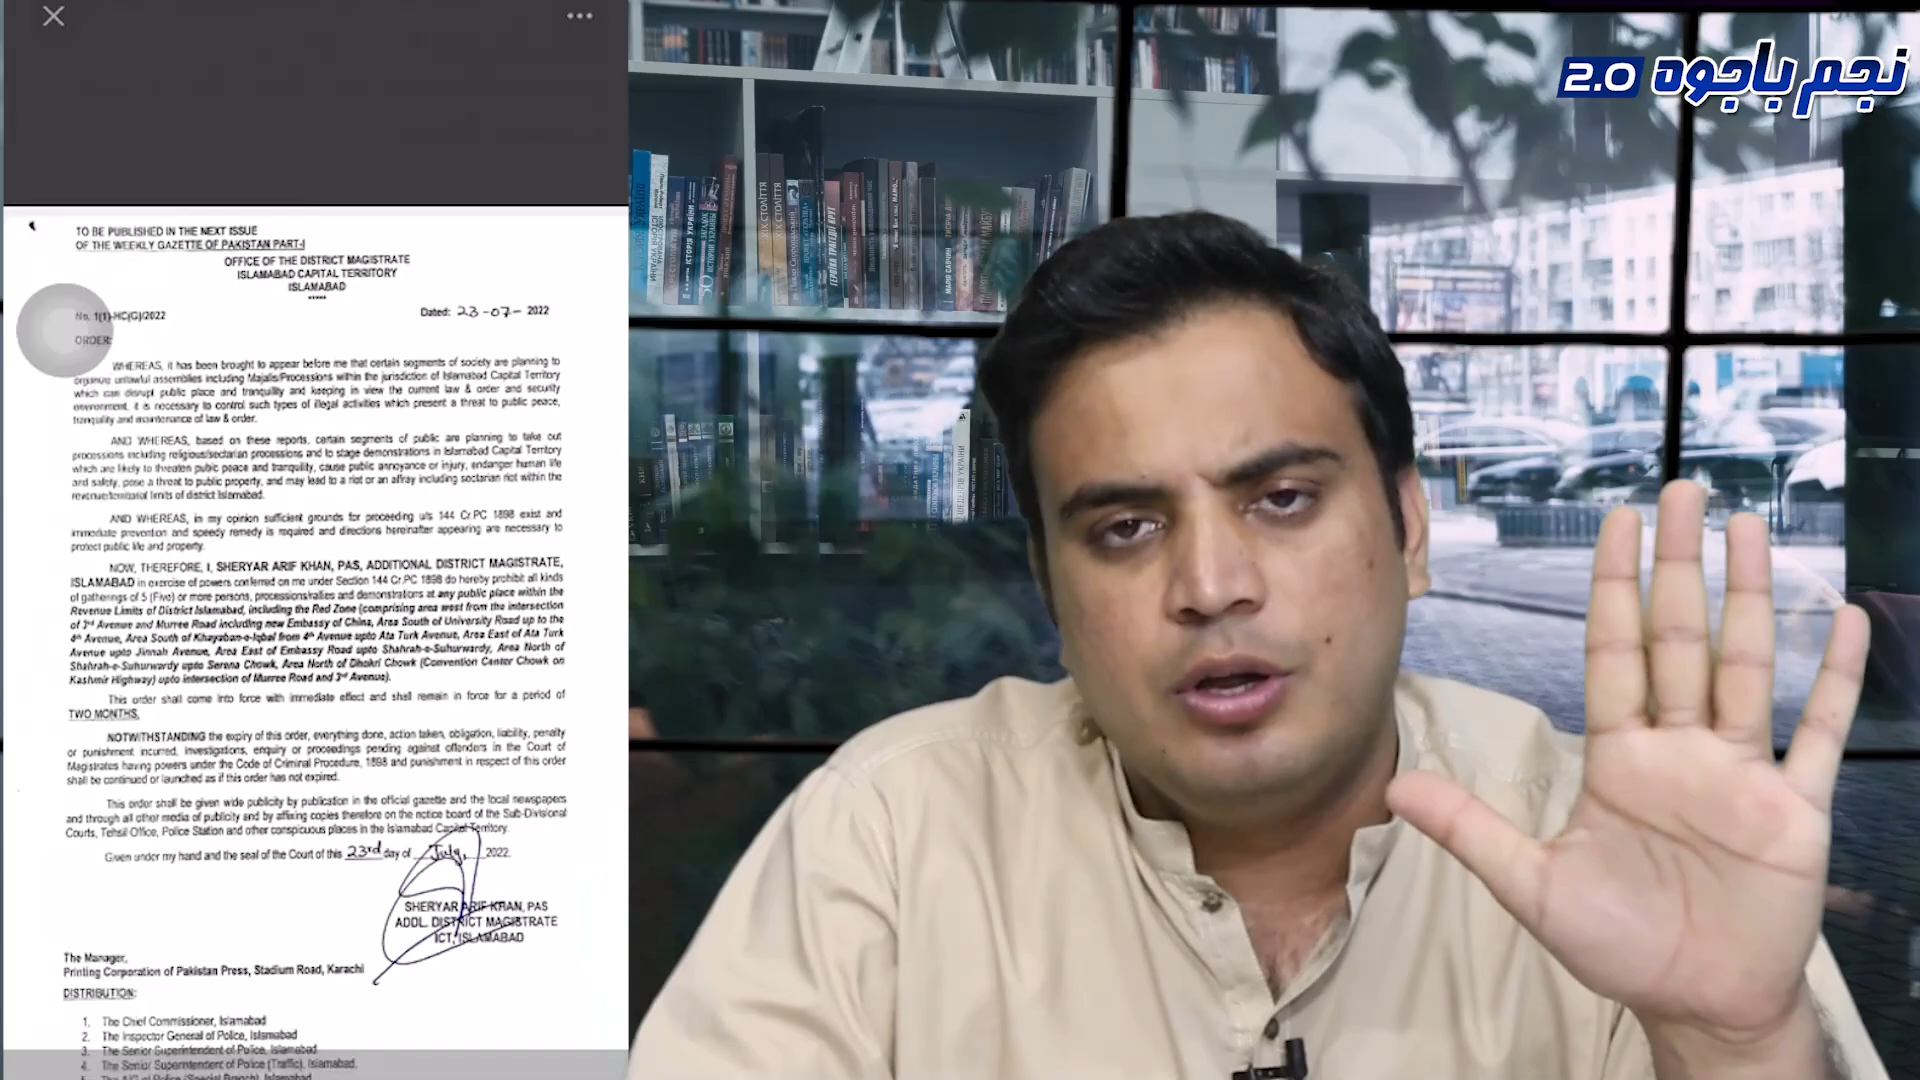 نجم باجوہ 2.0
TO BE PUBLISHED IN THE NEXT ISSUE
OF THE WEEKLY GAZETTE OF PAKISTAN PART-I
OFFICE OF THE DISTRICT MAGISTRATE
ISLAMABAD CAPITAL TERRITORY
ISLAMABAD
*****
No. 1(1)-HC(G)/2022
Dated: 23-07- 2022
ORDER:
WHEREAS, it has been brought to appear before me that certain segments of society are planning to
organize unlawful assemblies including Majalis/Processions within the jurisdiction of Islamabad Capital Territory
which can disrupt public place and tranquility and keeping in view the current law & order and security
environment, it is necessary to control such types of illegal activities which present a threat to public peace,
tranquility and maintenance of law & order.
AND WHEREAS, based on these reports, certain segments of public are planning to take out
processions including religious/sectarian processions and to stage demonstrations in Islamabad Capital Territory
which are likely to threaten public peace and tranquility, cause public annoyance or injury, endanger human life
and safety, pose a threat to public property, and may lead to a riot or an affray including sectarian riot within the
revenue/territorial limits of district Islamabad.
AND WHEREAS, in my opinion sufficient grounds for proceeding u/s 144 Cr.PC 1898 exist and
immediate prevention and speedy remedy is required and directions hereinafter appearing are necessary to
protect public life and property.
NOW, THEREFORE, I, SHERYAR ARIF KHAN, PAS, ADDITIONAL DISTRICT MAGISTRATE,
ISLAMABAD in exercise of powers conferred on me under Section 144 Cr.PC 1898 do hereby prohibit all kinds
of gatherings of 5 (Five) or more persons, processions/rallies and demonstrations at any public place within the
Revenue Limits of District Islamabad, including the Red Zone (comprising area west from the intersection
of 3rd Avenue and Murree Road including new Embassy of China, Area South of University Road up to the
4th Avenue, Area South of Khayaban-e-Iqbal from 4th Avenue upto Ata Turk Avenue, Area East of Ata Turk
Avenue upto Jinnah Avenue, Area East of Embassy Road upto Shahrah-e-Suhurwardy, Area North of
Shahrah-e-Suhurwardy upto Serena Chowk, Area North of Dhokri Chowk (Convention Center Chowk on
Kashmir Highway) upto intersection of Murree Road and 3rd Avenue).
This order shall come into force with immediate effect and shall remain in force for a period of
TWO MONTHS.
NOTWITHSTANDING the expiry of this order, everything done, action taken, obligation, liability, penalty
or punishment incurred, investigations, enquiry or proceedings pending against offenders in the Court of
Magistrates having powers under the Code of Criminal Procedure, 1898 and punishment in respect of this order
shall be continued or launched as if this order has not expired.
This order shall be given wide publicity by publication in the official gazette and the local newspapers
and through all other media of publicity and by affixing copies therefore on the notice board of the Sub-Divisional
Courts, Tehsil Office, Police Station and other conspicuous places in the Islamabad Capital Territory.
Given under my hand and the seal of the Court of this 23rd day of July, 2022.
SHERYAR ARIF KHAN, PAS
ADDL. DISTRICT MAGISTRATE
ICT, ISLAMABAD
The Manager,
Printing Corporation of Pakistan Press, Stadium Road, Karachi
DISTRIBUTION:
1. The Chief Commissioner, Islamabad
2. The Inspector General of Police, Islamabad
3. The Senior Superintendent of Police, Islamabad
4. The Senior Superintendent of Police (Traffic), Islamabad.
5. The AIG of Police (Special Branch), Islamabad
ХХ СТОЛІТТЯ
ХХ СТОЛІТТЯ
ІСТОРІЯ УКРАЇНИ